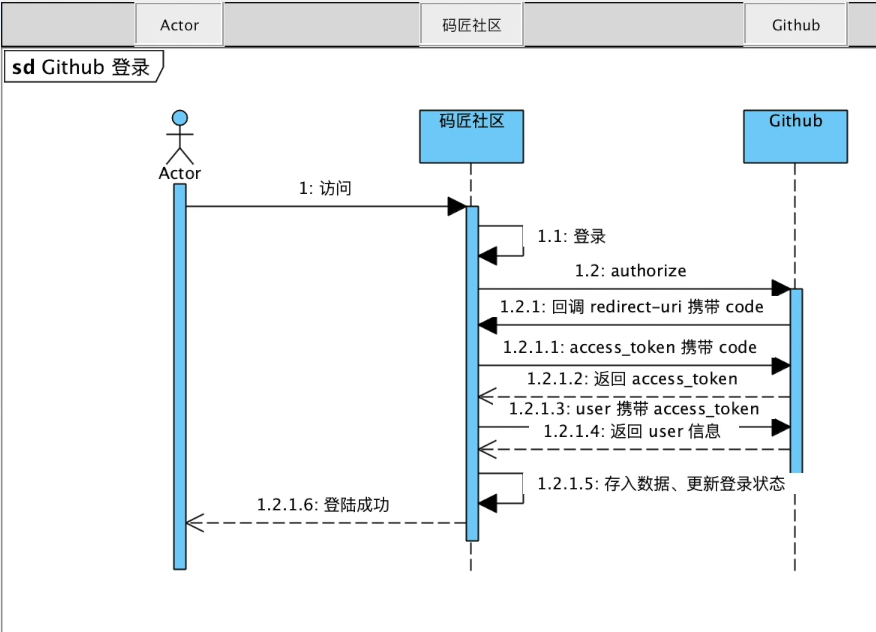 Actor
码匠社区
Github
sd Github 登录
码匠社区
Github
Actor
1: 访问
1.1: 登录
1.2: authorize
1.2.1: 回调 redirect-uri 携带 code
1.2.1.1: access_token 携带 code
1.2.1.2: 返回 access_token
1.2.1.3: user 携带 access_token
1.2.1.4: 返回 user 信息
1.2.1.5: 存入数据、更新登录状态
1.2.1.6: 登陆成功